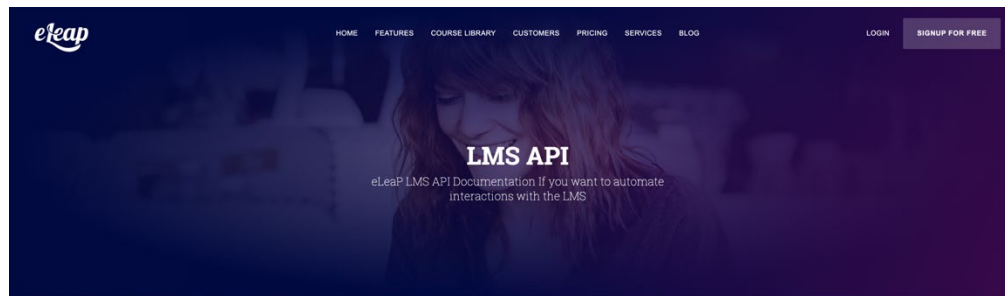 eLeap
HOME FEATURES COURSE LIBRARY CUSTOMERS PRICING SERVICES BLOG LOGIN SIGNUP FOR FREE
LMS API
eLeaP LMS API Documentation If you want to automate
interactions with the LMS